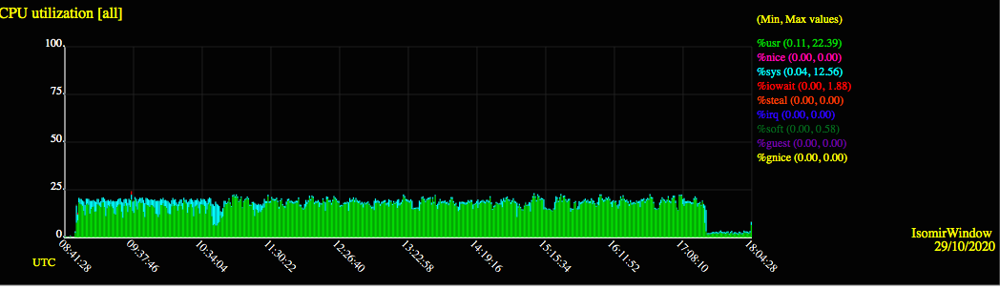 CPU utilization [all]
(Min, Max values)
%usr (0.11, 22.39)
%nice (0.00, 0.00)
%sys (0.04, 12.56)
%iowait (0.00, 1.88)
%steal (0.00, 0.00)
%irq (0.00, 0.00)
%soft (0.00, 0.58)
%guest (0.00, 0.00)
%gnice (0.00, 0.00)
100
75
50
25
0
08:41:28
09:37:46
10:34:04
11:30:22
12:26:40
13:22:58
14:19:16
15:15:34
16:11:52
17:08:10
18:04:28
UTC
IsomirWindow
29/10/2020